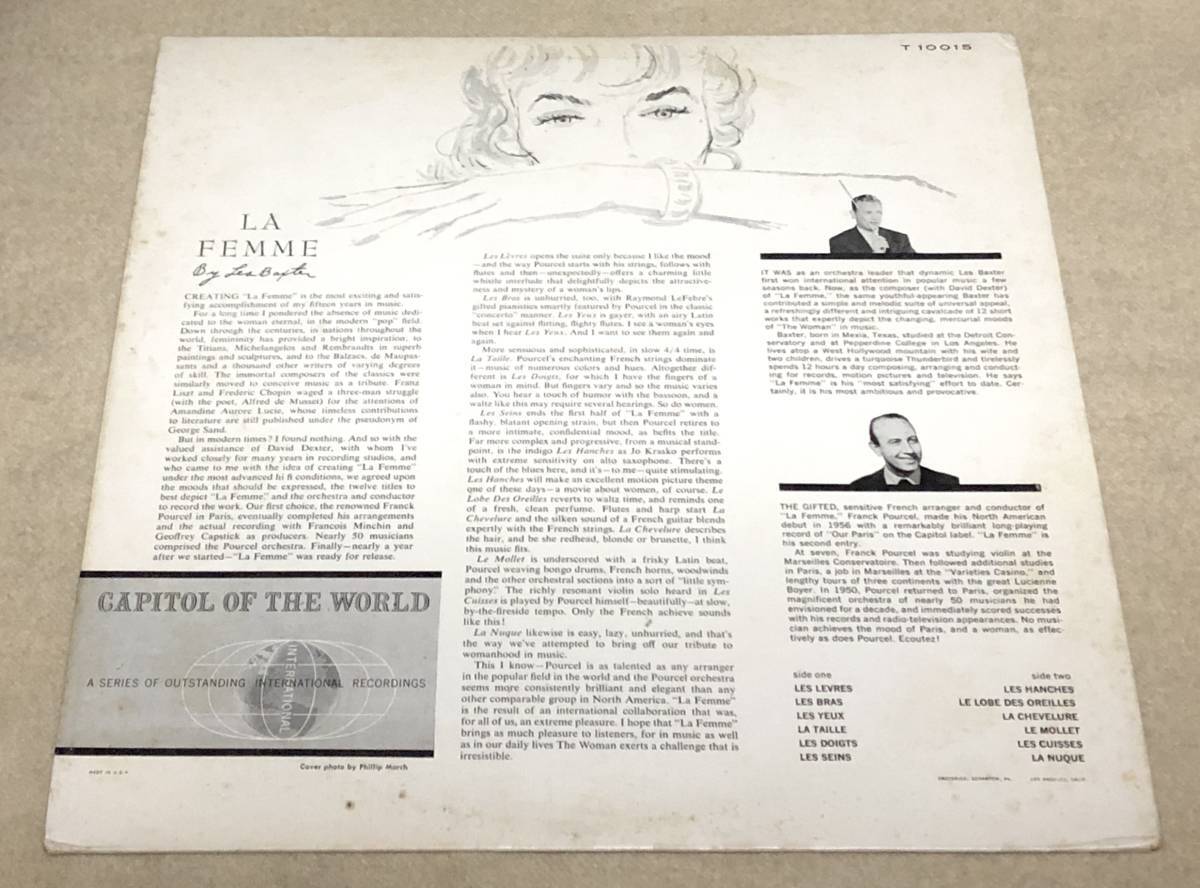 T 10015
LA
FEMME
By Les Baxter
CREATING "La Femme" is the most exciting and satis-
fying accomplishment of my fifteen years in music.
For a long time I pondered the absence of music dedi-
cated to the woman eternal, in the modern "pop" field.
Down through the centuries, in nations throughout the
world, femininity has provided a bright inspiration, to
the Titians, Michelangelos and Rembrandts in superb
paintings and sculptures, and to the Balzacs, de Maupas-
sants and a thousand other writers of varying degrees
of skill. The immortal composers of the classics were
similarly moved to conceive music as a tribute. Franz
Liszt and Frederic Chopin waged a three-man struggle
(with the poet, Alfred de Musset) for the attentions of
Amandine Aurore Lucie, whose timeless contributions
to literature are still published under the pseudonym of
George Sand.
But in modern times? I found nothing. And so with the
valued assistance of David Dexter, with whom I've
worked closely for many years in recording studios, and
who came to me with the idea of creating "La Femme"
under the most advanced hi fi conditions, we agreed upon
the moods that should be expressed, the twelve titles to
best depict "La Femme," and the orchestra and conductor
to record the work. Our first choice, the renowned Franck
Pourcel in Paris, eventually completed his arrangements
and the actual recording with Francois Minchin and
Geoffrey Capstick as producers. Nearly 50 musicians
comprised the Pourcel orchestra. Finally—nearly a year
after we started—"La Femme" was ready for release.
CAPITOL OF THE WORLD
A SERIES OF OUTSTANDING INTERNATIONAL RECORDINGS
INTERNATIONAL
MADE IN U.S.A.
Cover photo by Phillip March
Les Lèvres opens the suite only because I like the mood
—and the way Pourcel starts with his strings, follows with
flutes and then—unexpectedly—offers a charming little
whistle interlude that delightfully depicts the attractive-
ness and mystery of a woman's lips.
Les Bras is unhurried, too, with Raymond LeFebre's
gifted pianistics smartly featured by Pourcel in the classic
"concerto" manner. Les Yeux is gayer, with an airy Latin
beat set against flirting, flighty flutes. I see a woman's eyes
when I hear Les Yeux. And I want to see them again and
again.
More sensuous and sophisticated, in slow 4/4 time, is
La Taille. Pourcel's enchanting French strings dominate
it—music of numerous colors and hues. Altogether dif-
ferent is Les Doigts, for which I have the fingers of a
woman in mind. But fingers vary and so the music varies
also. You hear a touch of humor with the bassoon, and a
waltz like this may require several hearings. So do women.
Les Seins ends the first half of "La Femme" with a
flashy, blatant opening strain, but then Pourcel retires to
a more intimate, confidential mood, as befits the title.
Far more complex and progressive, from a musical stand-
point, is the indigo Les Hanches as Jo Krasko performs
with extreme sensitivity on alto saxophone. There's a
touch of the blues here, and it's—to me—quite stimulating.
Les Hanches will make an excellent motion picture theme
one of these days—a movie about women, of course. Le
Lobe Des Oreilles reverts to waltz time, and reminds one
of a fresh, clean perfume. Flutes and harp start La
Chevelure and the silken sound of a French guitar blends
expertly with the French strings. La Chevelure describes
the hair, and be she redhead, blonde or brunette, I think
this music fits.
Le Mollet is underscored with a frisky Latin beat,
Pourcel weaving bongo drums, French horns, woodwinds
and the other orchestral sections into a sort of "little sym-
phony." The richly resonant violin solo heard in Les
Cuisses is played by Pourcel himself—beautifully—at slow,
by-the-fireside tempo. Only the French achieve sounds
like this!
La Nuque likewise is easy, lazy, unhurried, and that's
the way we've attempted to bring off our tribute to
womanhood in music.
This I know—Pourcel is as talented as any arranger
in the popular field in the world and the Pourcel orchestra
seems more consistently brilliant and elegant than any
other comparable group in North America. "La Femme"
is the result of an international collaboration that was,
for all of us, an extreme pleasure. I hope that "La Femme"
brings as much pleasure to listeners, for in music as well
as in our daily lives The Woman exerts a challenge that is
irresistible.
IT WAS as an orchestra leader that dynamic Les Baxter
first won international attention in popular music a few
seasons back. Now, as the composer (with David Dexter)
of "La Femme," the same youthful-appearing Baxter has
contributed a simple and melodic suite of universal appeal,
a refreshingly different and intriguing cavalcade of 12 short
works that expertly depict the changing, mercurial moods
of "The Woman" in music.
Baxter, born in Mexia, Texas, studied at the Detroit Con-
servatory and at Pepperdine College in Los Angeles. He
lives atop a West Hollywood mountain with his wife and
two children, drives a turquoise Thunderbird and tirelessly
spends 12 hours a day composing, arranging and conduct-
ing for records, motion pictures and television. He says
"La Femme" is his "most satisfying" effort to date. Cer-
tainly, it is his most ambitious and provocative.
THE GIFTED, sensitive French arranger and conductor of
"La Femme," Franck Pourcel, made his North American
debut in 1956 with a remarkably brilliant long-playing
record of "Our Paris" on the Capitol label. "La Femme" is
his second entry.
At seven, Franck Pourcel was studying violin at the
Marseilles Conservatoire. Then followed additional studies
in Paris, a job in Marseilles at the "Varieties Casino," and
lengthy tours of three continents with the great Lucienne
Boyer. In 1950, Pourcel returned to Paris, organized the
magnificent orchestra of nearly 50 musicians he had
envisioned for a decade, and immediately scored successes
with his records and radio-television appearances. No musi-
cian achieves the mood of Paris, and a woman, as effec-
tively as does Pourcel. Ecoutez!
side one
LES LEVRES
LES BRAS
LES YEUX
LA TAILLE
LES DOIGTS
LES SEINS
side two
LES HANCHES
LE LOBE DES OREILLES
LA CHEVELURE
LE MOLLET
LES CUISSES
LA NUQUE
FACTORIES: SCRANTON, PA. LOS ANGELES, CALIF.